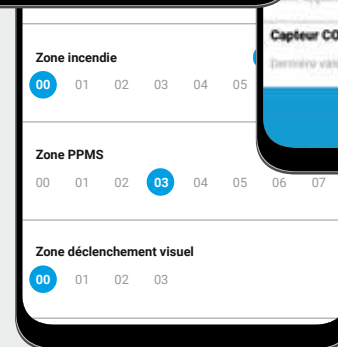 Capteur CO
Dernière
Zone incendie
00 01 02 03 04 05
Zone PPMS
00 01 02 03 04 05 06 07
Zone déclenchement visuel
00 01 02 03